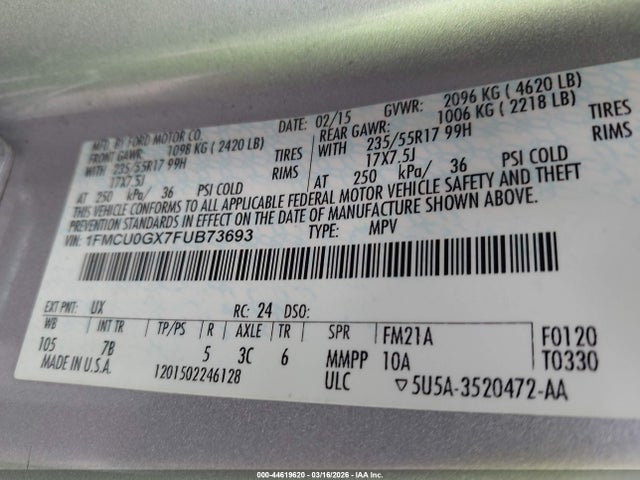 MFD. BY FORD MOTOR CO.
DATE: 02/15 GVWR: 2096 KG ( 4620 LB)
FRONT GAWR: 1098 KG ( 2420 LB)
REAR GAWR: 1006 KG ( 2218 LB)
WITH 235/55R17 99H TIRES
WITH 235/55R17 99H TIRES
17X7.5J RIMS
17X7.5J RIMS
AT 250 kPa/ 36 PSI COLD
AT 250 kPa/ 36 PSI COLD
THIS VEHICLE CONFORMS TO ALL APPLICABLE FEDERAL MOTOR VEHICLE SAFETY AND THEFT
PREVENTION STANDARDS IN EFFECT ON THE DATE OF MANUFACTURE SHOWN ABOVE.
VIN: 1FMCU0GX7FUB73693 TYPE: MPV
EXT PNT: UX RC: 24 DSO:
WB INT TR TP/PS R AXLE TR SPR FM21A F0120
105 7B 5 3C 6 MMPP 10A T0330
MADE IN U.S.A. 1201502246128 ULC ▽5U5A-3520472-AA
000-44619620 - 03/16/2026 - IAA Inc.